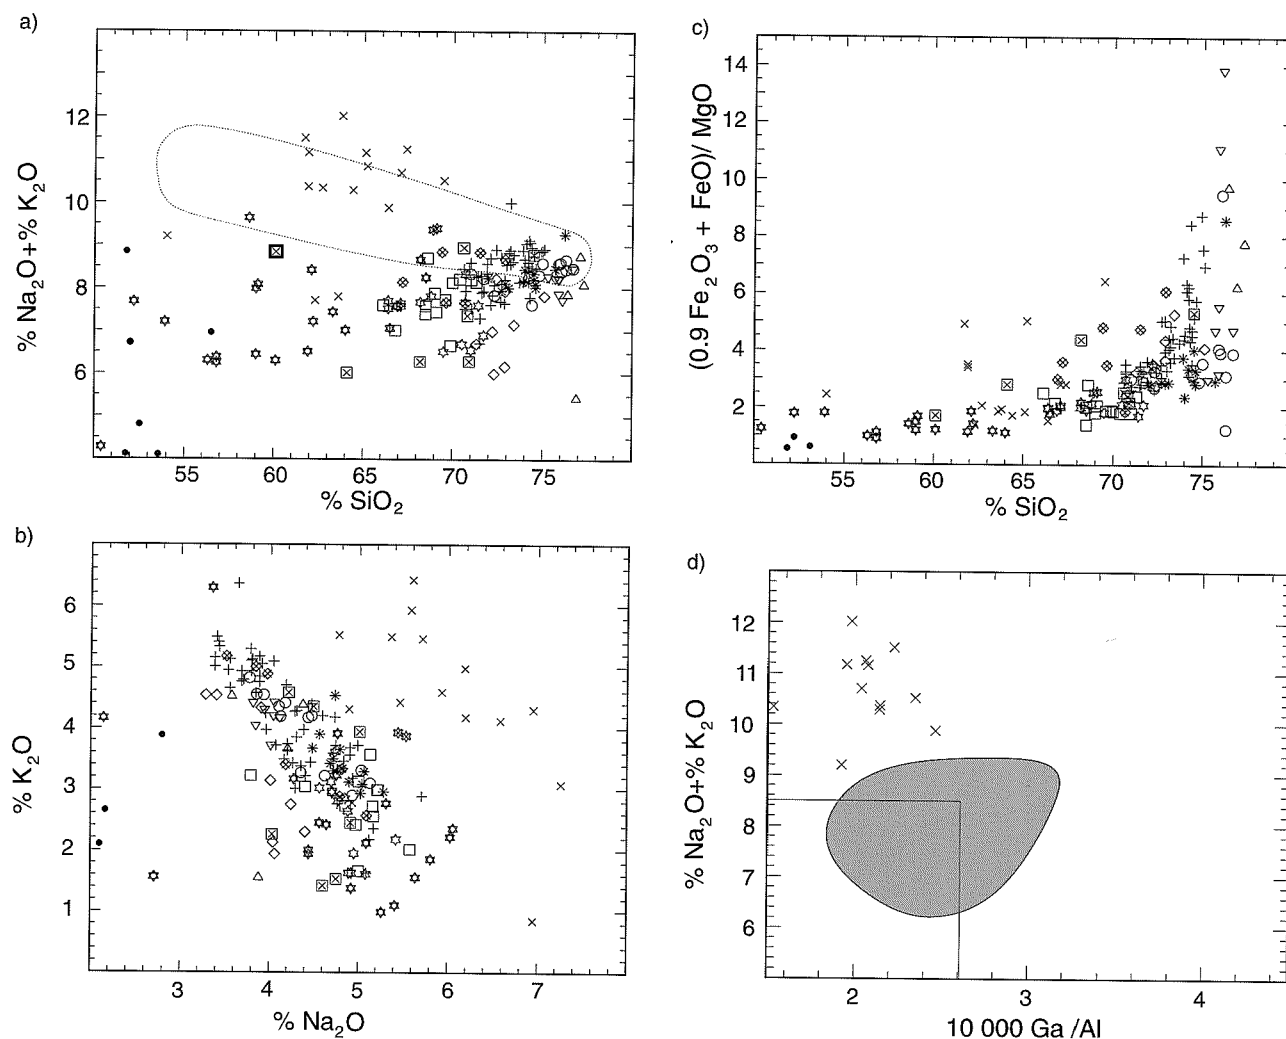 a)
12
10
8
6
% Na₂O+% K₂O
55 60 65 70 75
% SiO₂
c)
14
12
10
8
6
4
2
(0.9 Fe₂O₃ + FeO)/ MgO
55 60 65 70 75
% SiO₂
b)
6
5
4
3
2
1
% K₂O
3 4 5 6 7
% Na₂O
d)
12
11
10
9
8
7
6
% Na₂O+% K₂O
2 3 4
10 000 Ga /Al